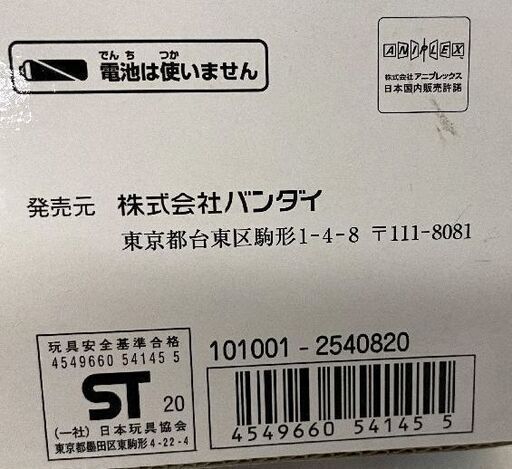 でんち つか
電池は使いません
ANIPLEX
株式会社 アニプレックス
日本国内販売許諾
発売元 株式会社バンダイ
東京都台東区駒形1-4-8 〒111-8081
玩具安全基準合格
4549660 54145 5
ST 20
(一社) 日本玩具協会
東京都墨田区東駒形4-22-4
101001-2540820
4549660 54145 5